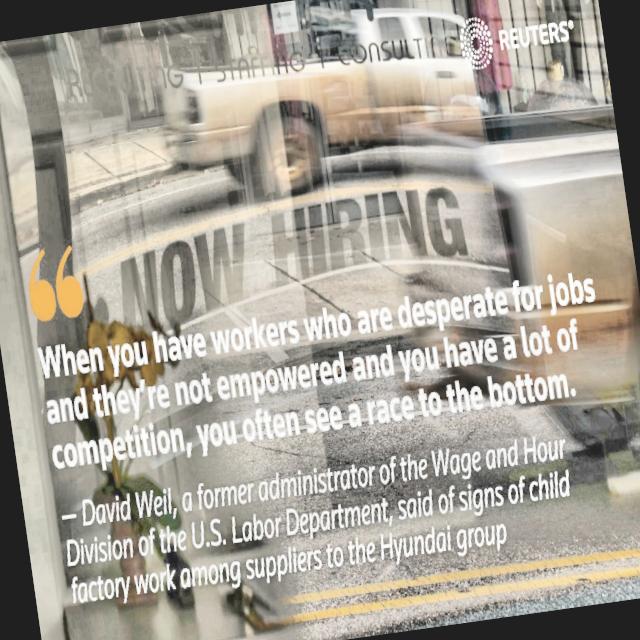 RECRUITING | STAFFING | CONSULTING
REUTERS®
NOW HIRING
“
When you have workers who are desperate for jobs
and they're not empowered and you have a lot of
competition, you often see a race to the bottom.
— David Weil, a former administrator of the Wage and Hour
Division of the U.S. Labor Department, said of signs of child
factory work among suppliers to the Hyundai group